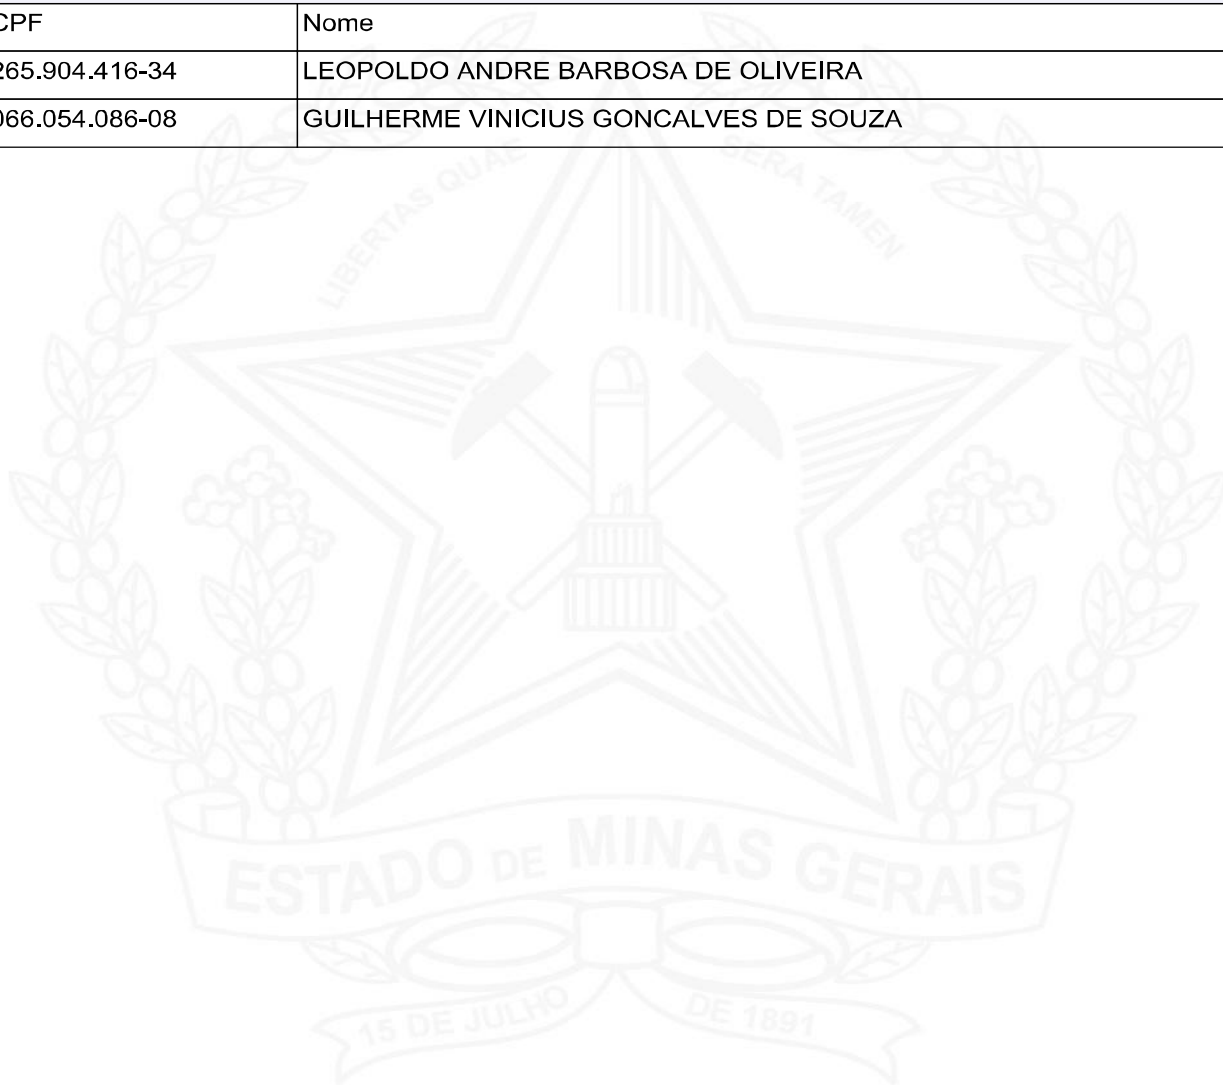 CPF Nome
265.904.416-34 LEOPOLDO ANDRE BARBOSA DE OLIVEIRA
066.054.086-08 GUILHERME VINICIUS GONCALVES DE SOUZA
LIBERTAS QUAE SERA TAMEN
ESTADO DE MINAS GERAIS
15 DE JULHO DE 1891